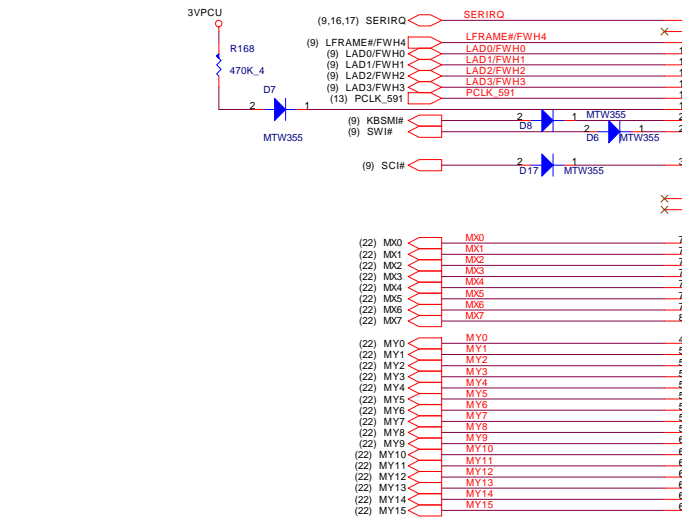 3VPCU
R168
470K_4
D7
2 1
MTW355
(9,16,17) SERIRQ SERIRQ
(9) LFRAME#/FWH4 LFRAME#/FWH4
(9) LAD0/FWH0 LAD0/FWH0
(9) LAD1/FWH1 LAD1/FWH1
(9) LAD2/FWH2 LAD2/FWH2
(9) LAD3/FWH3 LAD3/FWH3
(13) PCLK_591 PCLK_591
(9) KBSMI# 2 1 MTW355
D8
(9) SWI# 2 1
D6 MTW355
(9) SCI# 2 1
D17 MTW355
(22) MX0 MX0
(22) MX1 MX1
(22) MX2 MX2
(22) MX3 MX3
(22) MX4 MX4
(22) MX5 MX5
(22) MX6 MX6
(22) MX7 MX7
(22) MY0 MY0
(22) MY1 MY1
(22) MY2 MY2
(22) MY3 MY3
(22) MY4 MY4
(22) MY5 MY5
(22) MY6 MY6
(22) MY7 MY7
(22) MY8 MY8
(22) MY9 MY9
(22) MY10 MY10
(22) MY11 MY11
(22) MY12 MY12
(22) MY13 MY13
(22) MY14 MY14
(22) MY15 MY15